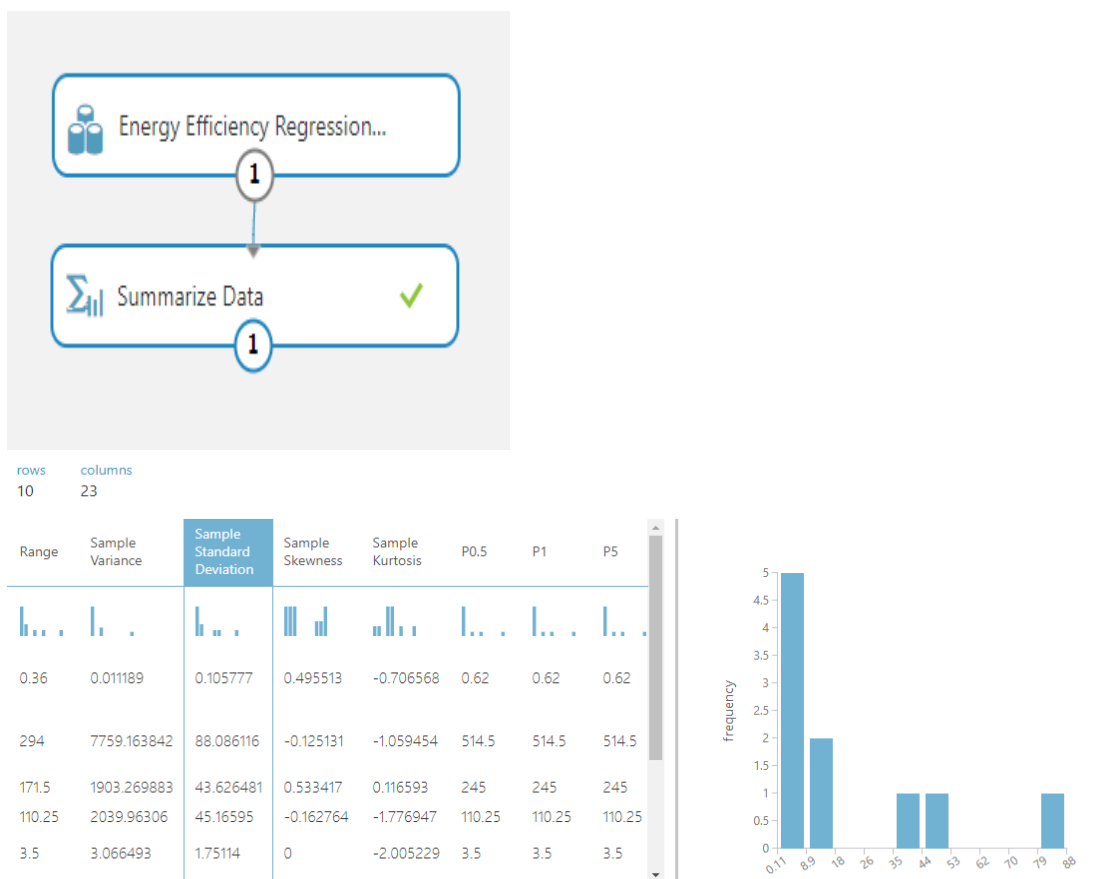 Energy Efficiency Regression...
1
Summarize Data
1
rows columns
10 23
Range Sample Variance Sample Standard Deviation Sample Skewness Sample Kurtosis P0.5 P1 P5
0.36 0.011189 0.105777 0.495513 -0.706568 0.62 0.62 0.62
294 7759.163842 88.086116 -0.125131 -1.059454 514.5 514.5 514.5
171.5 1903.269883 43.626481 0.533417 0.116593 245 245 245
110.25 2039.96306 45.16595 -0.162764 -1.776947 110.25 110.25 110.25
3.5 3.066493 1.75114 0 -2.005229 3.5 3.5 3.5
frequency
5
4.5
4
3.5
3
2.5
2
1.5
1
0.5
0
0.11 8.9 18 26 35 44 53 62 70 79 88